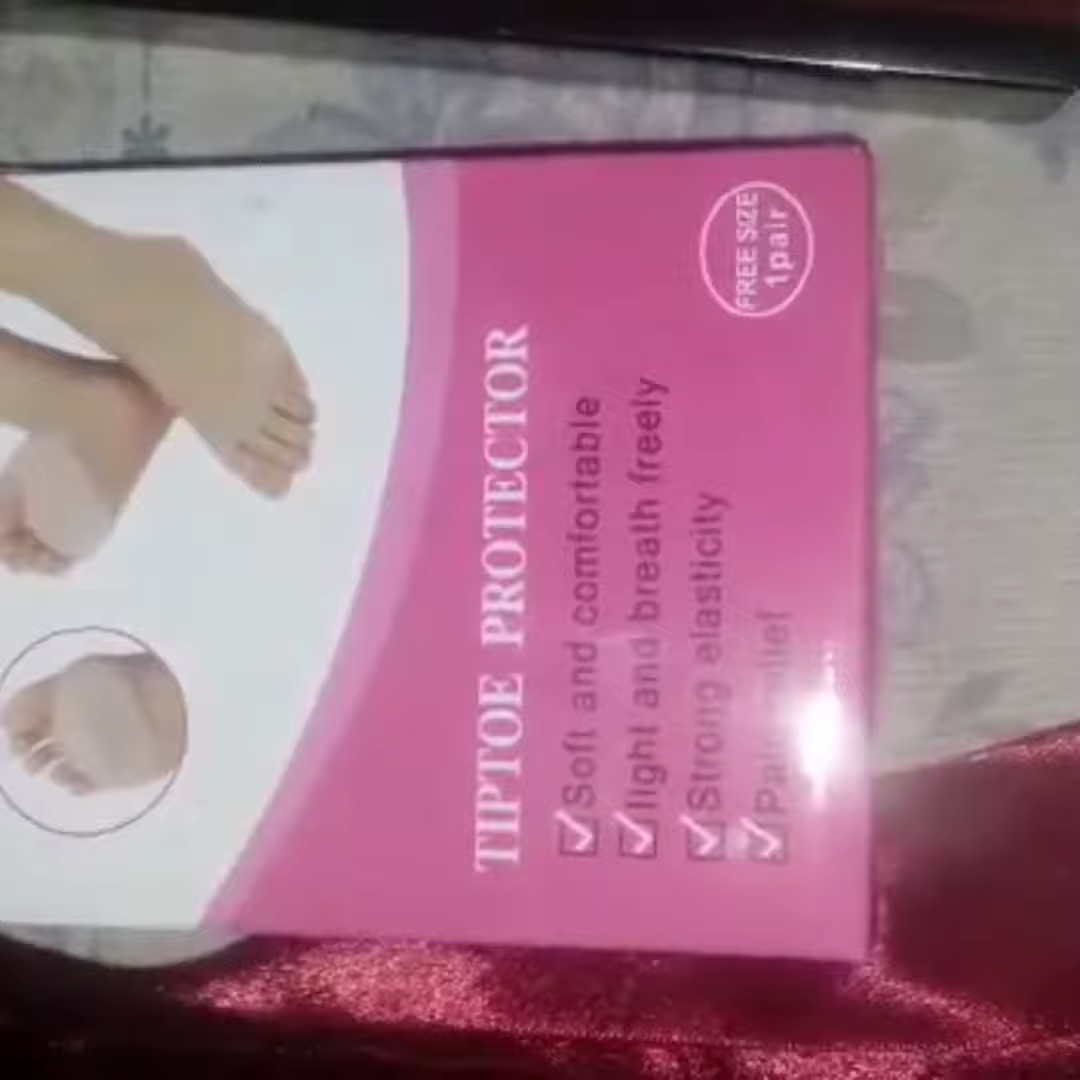 TIPTOE PROTECTOR
Soft and comfortable
light and breath freely
Strong elasticity
FREE SIZE
1pair